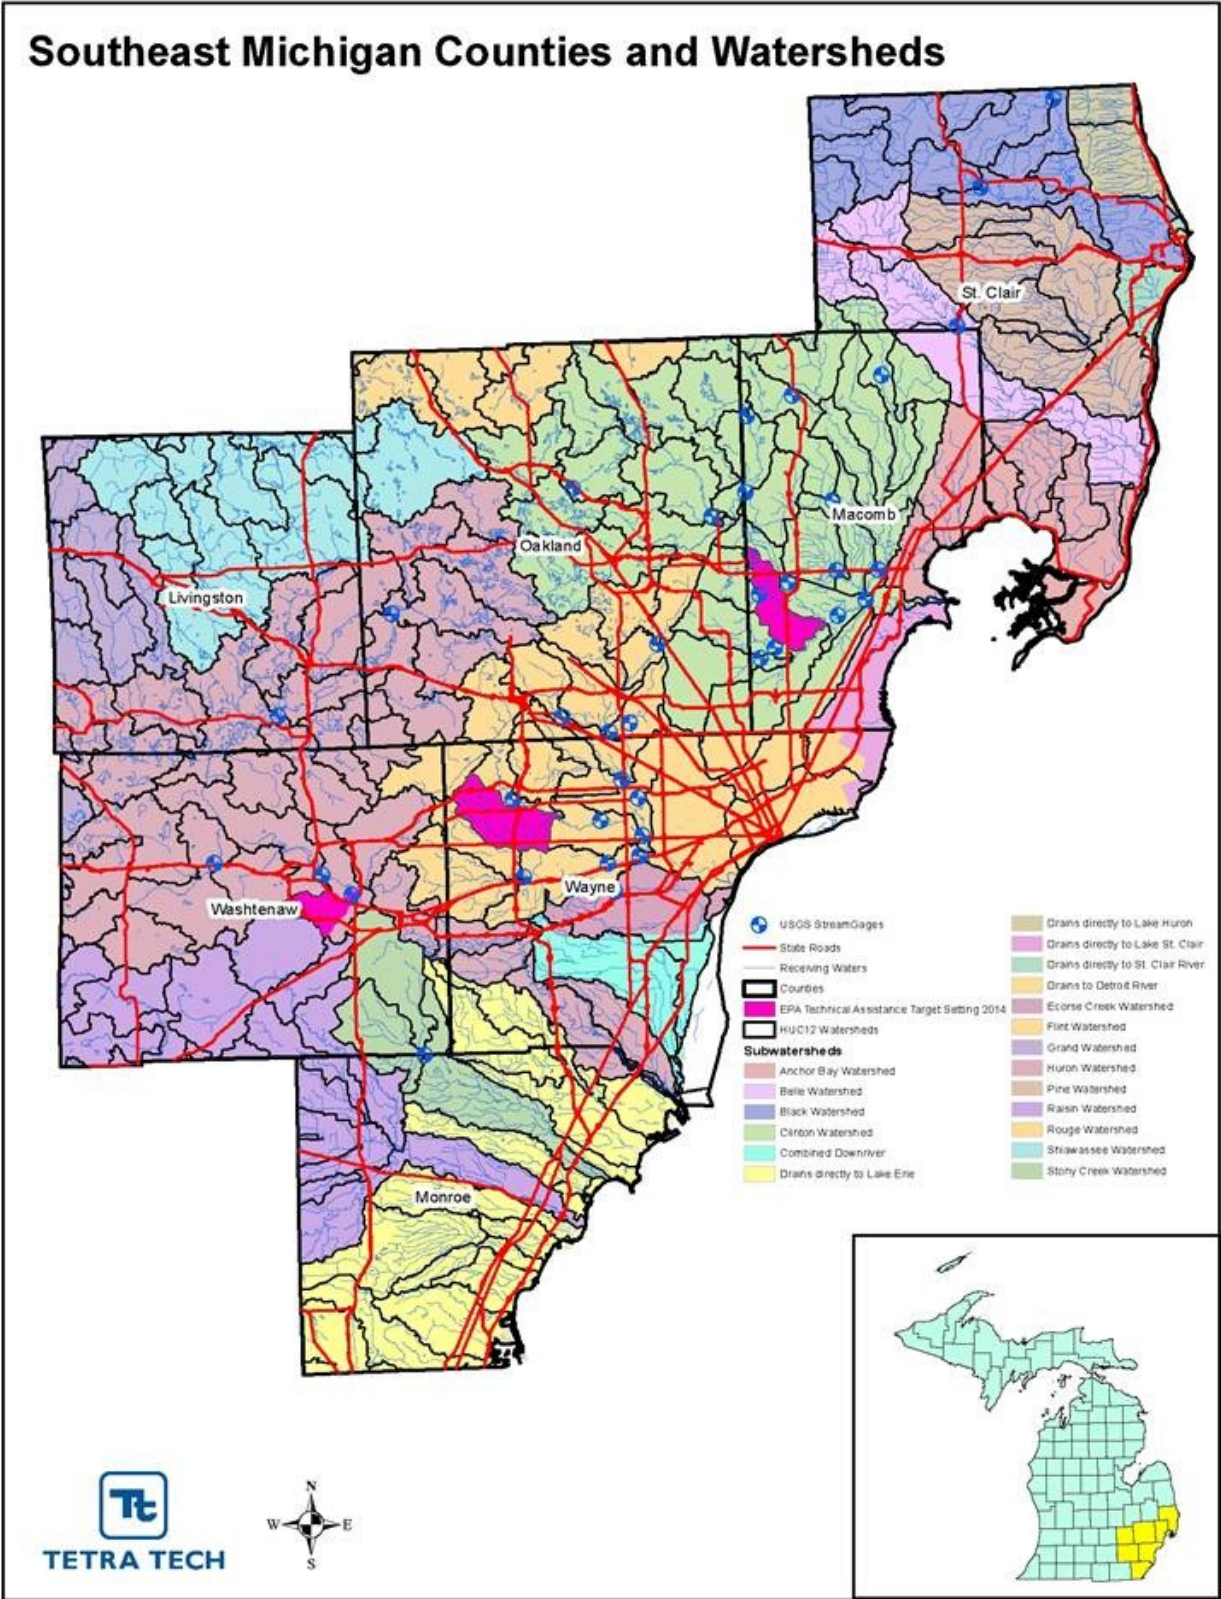 Southeast Michigan Counties and Watersheds
St. Clair
Macomb
Oakland
Livingston
Wayne
Washtenaw
Monroe
USGS StreamGages
State Roads
Receiving Waters
Counties
EPA Technical Assistance Target Setting 2014
HUC12 Watersheds
Subwatersheds
Anchor Bay Watershed
Belle Watershed
Black Watershed
Clinton Watershed
Combined Downriver
Drains directly to Lake Erie
Drains directly to Lake Huron
Drains directly to Lake St. Clair
Drains directly to St. Clair River
Drains to Detroit River
Ecorse Creek Watershed
Flint Watershed
Grand Watershed
Huron Watershed
Pine Watershed
Raisin Watershed
Rouge Watershed
Shiawassee Watershed
Stony Creek Watershed
Tt
TETRA TECH
N
W E
S